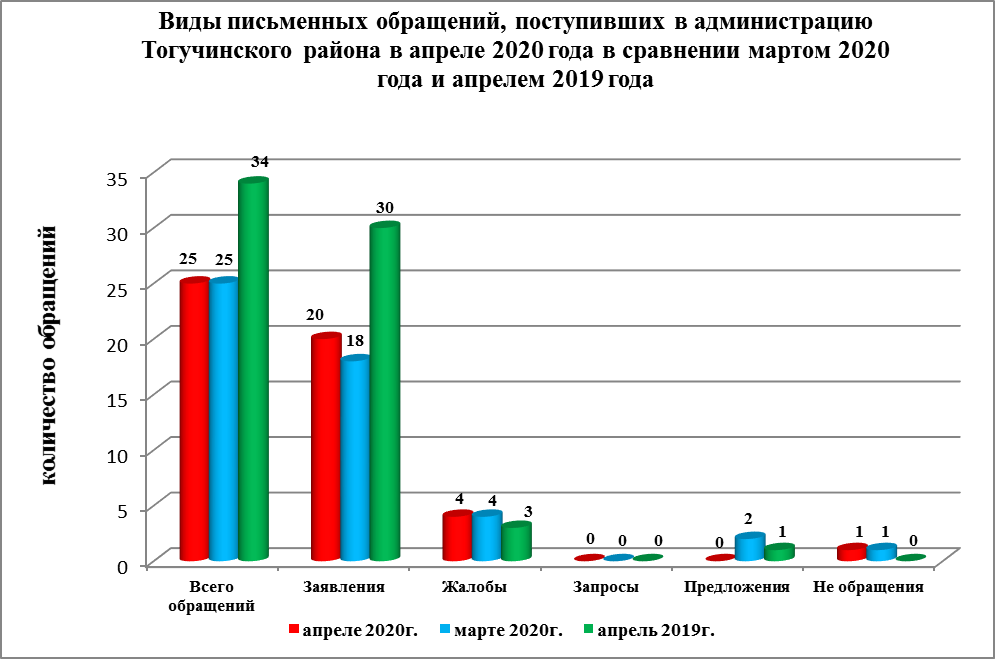 Виды письменных обращений, поступивших в администрацию
Тогучинского района в апреле 2020 года в сравнении мартом 2020
года и апрелем 2019 года
количество обращений
35
30
25
20
15
10
5
0
25 25 34
20 18 30
4 4 3
0 0 0
0 2 1
1 1 0
Всего
обращений
Заявления
Жалобы
Запросы
Предложения
Не обращения
апреле 2020г. марте 2020г. апрель 2019г.